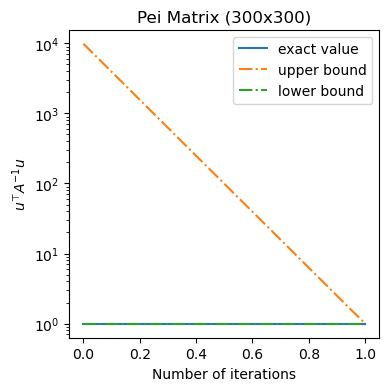 Pei Matrix (300x300)
exact value
upper bound
lower bound
10⁴
10³
10²
10¹
10⁰
u⊤A⁻¹u
0.0 0.2 0.4 0.6 0.8 1.0
Number of iterations